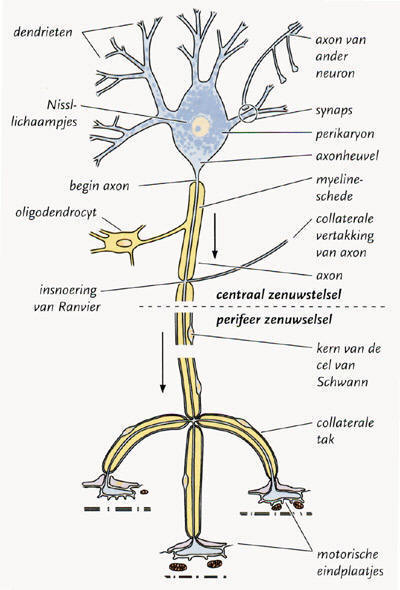 dendrieten
axon van
ander
neuron
Nissl-
lichaampjes
synaps
perikaryon
axonheuvel
begin axon
myeline-
schede
oligodendrocyt
collaterale
vertakking
van axon
axon
insnoering
van Ranvier
centraal zenuwstelsel
perifeer zenuwselsel
kern van de
cel van
Schwann
collaterale
tak
motorische
eindplaatjes